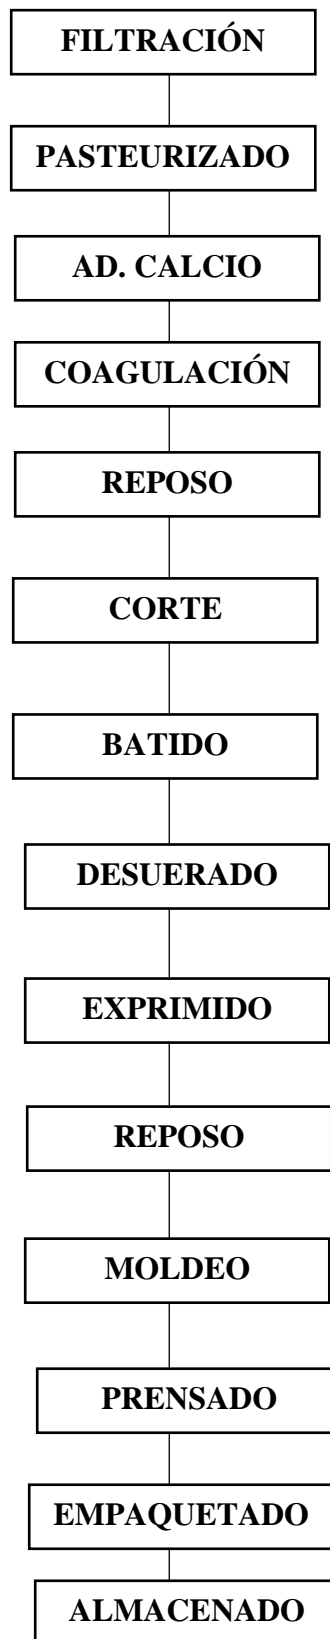 FILTRACIÓN
PASTEURIZADO
AD. CALCIO
COAGULACIÓN
REPOSO
CORTE
BATIDO
DESUERADO
EXPRIMIDO
REPOSO
MOLDEO
PRENSADO
EMPAQUETADO
ALMACENADO